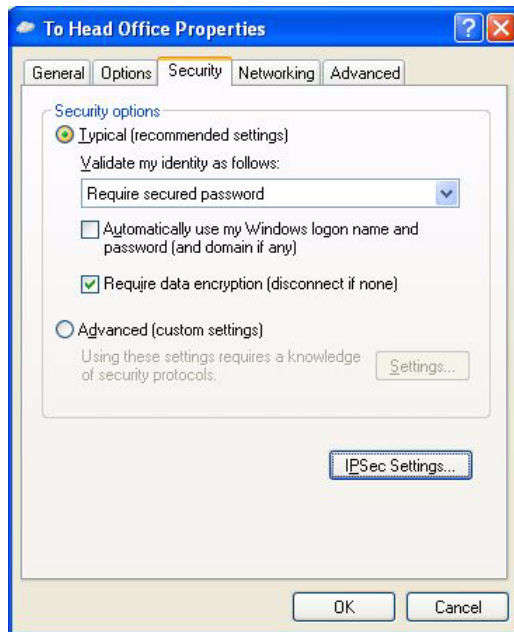 To Head Office Properties
General Options Security Networking Advanced
Security options
Typical (recommended settings)
Validate my identity as follows:
Require secured password
Automatically use my Windows logon name and
password (and domain if any)
Require data encryption (disconnect if none)
Advanced (custom settings)
Using these settings requires a knowledge
of security protocols.
Settings...
IPSec Settings...
OK Cancel